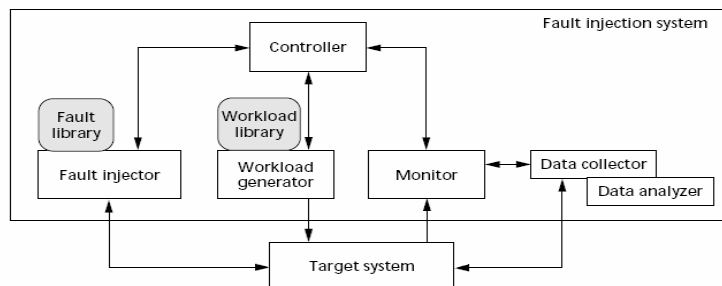 Fault injection system
Controller
Fault
library
Workload
library
Fault injector
Workload
generator
Monitor
Data collector
Data analyzer
Target system